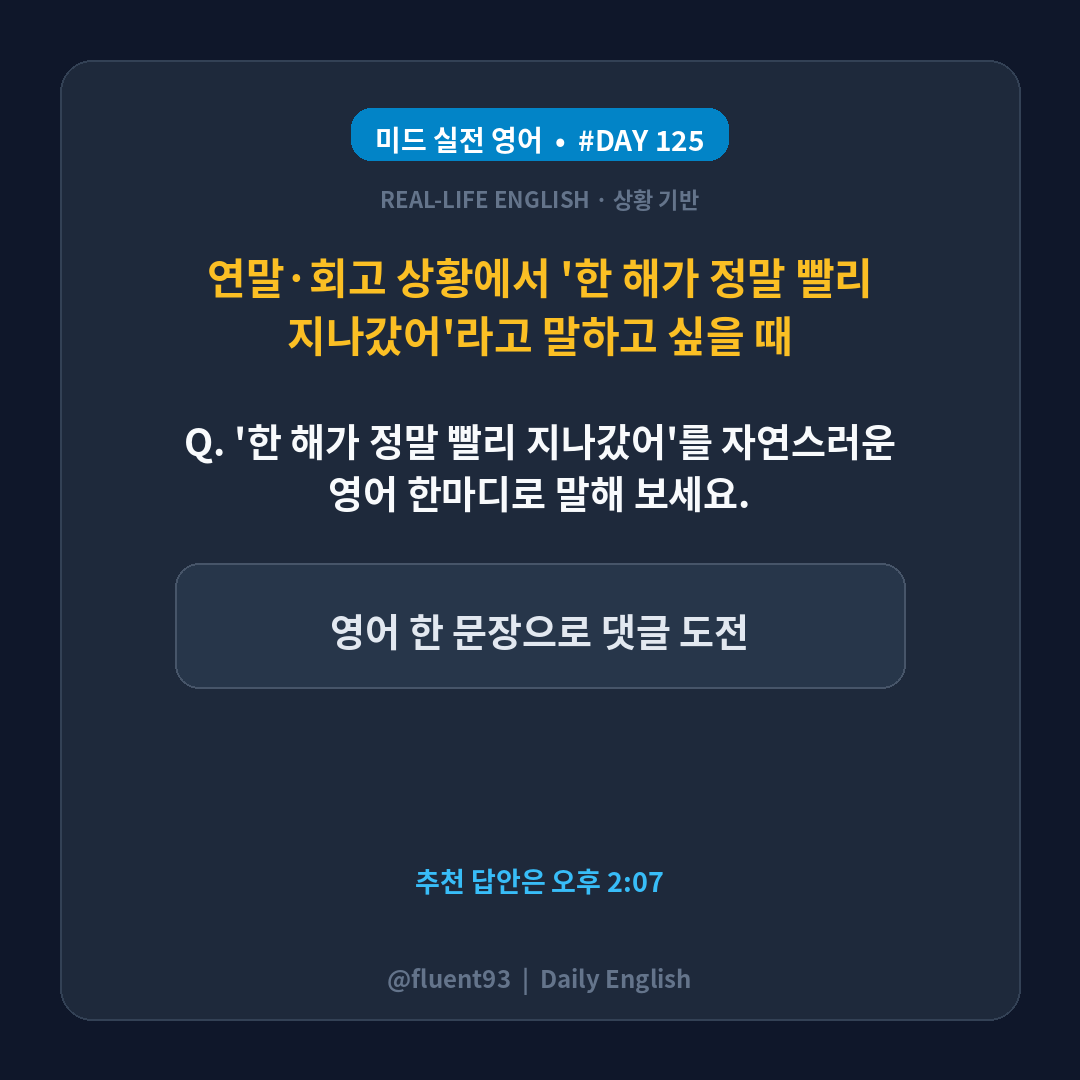 미드 실전 영어 • #DAY 125
REAL-LIFE ENGLISH · 상황 기반
연말·회고 상황에서 '한 해가 정말 빨리
지나갔어'라고 말하고 싶을 때
Q. '한 해가 정말 빨리 지나갔어'를 자연스러운
영어 한마디로 말해 보세요.
영어 한 문장으로 댓글 도전
추천 답안은 오후 2:07
@fluent93 | Daily English